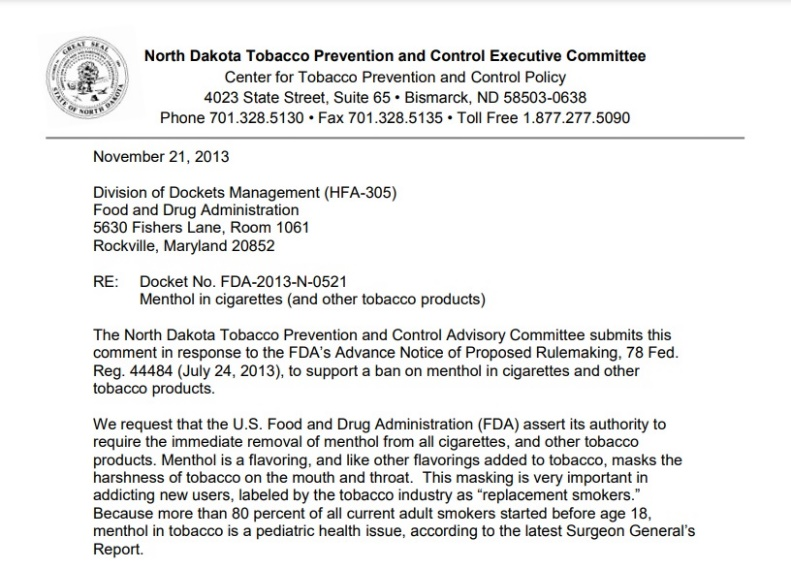 GREAT SEAL
STATE OF NORTH DAKOTA
North Dakota Tobacco Prevention and Control Executive Committee
Center for Tobacco Prevention and Control Policy
4023 State Street, Suite 65 • Bismarck, ND 58503-0638
Phone 701.328.5130 • Fax 701.328.5135 • Toll Free 1.877.277.5090
November 21, 2013
Division of Dockets Management (HFA-305)
Food and Drug Administration
5630 Fishers Lane, Room 1061
Rockville, Maryland 20852
RE: Docket No. FDA-2013-N-0521
Menthol in cigarettes (and other tobacco products)
The North Dakota Tobacco Prevention and Control Advisory Committee submits this
comment in response to the FDA's Advance Notice of Proposed Rulemaking, 78 Fed.
Reg. 44484 (July 24, 2013), to support a ban on menthol in cigarettes and other
tobacco products.
We request that the U.S. Food and Drug Administration (FDA) assert its authority to
require the immediate removal of menthol from all cigarettes, and other tobacco
products. Menthol is a flavoring, and like other flavorings added to tobacco, masks the
harshness of tobacco on the mouth and throat. This masking is very important in
addicting new users, labeled by the tobacco industry as “replacement smokers.”
Because more than 80 percent of all current adult smokers started before age 18,
menthol in tobacco is a pediatric health issue, according to the latest Surgeon General's
Report.